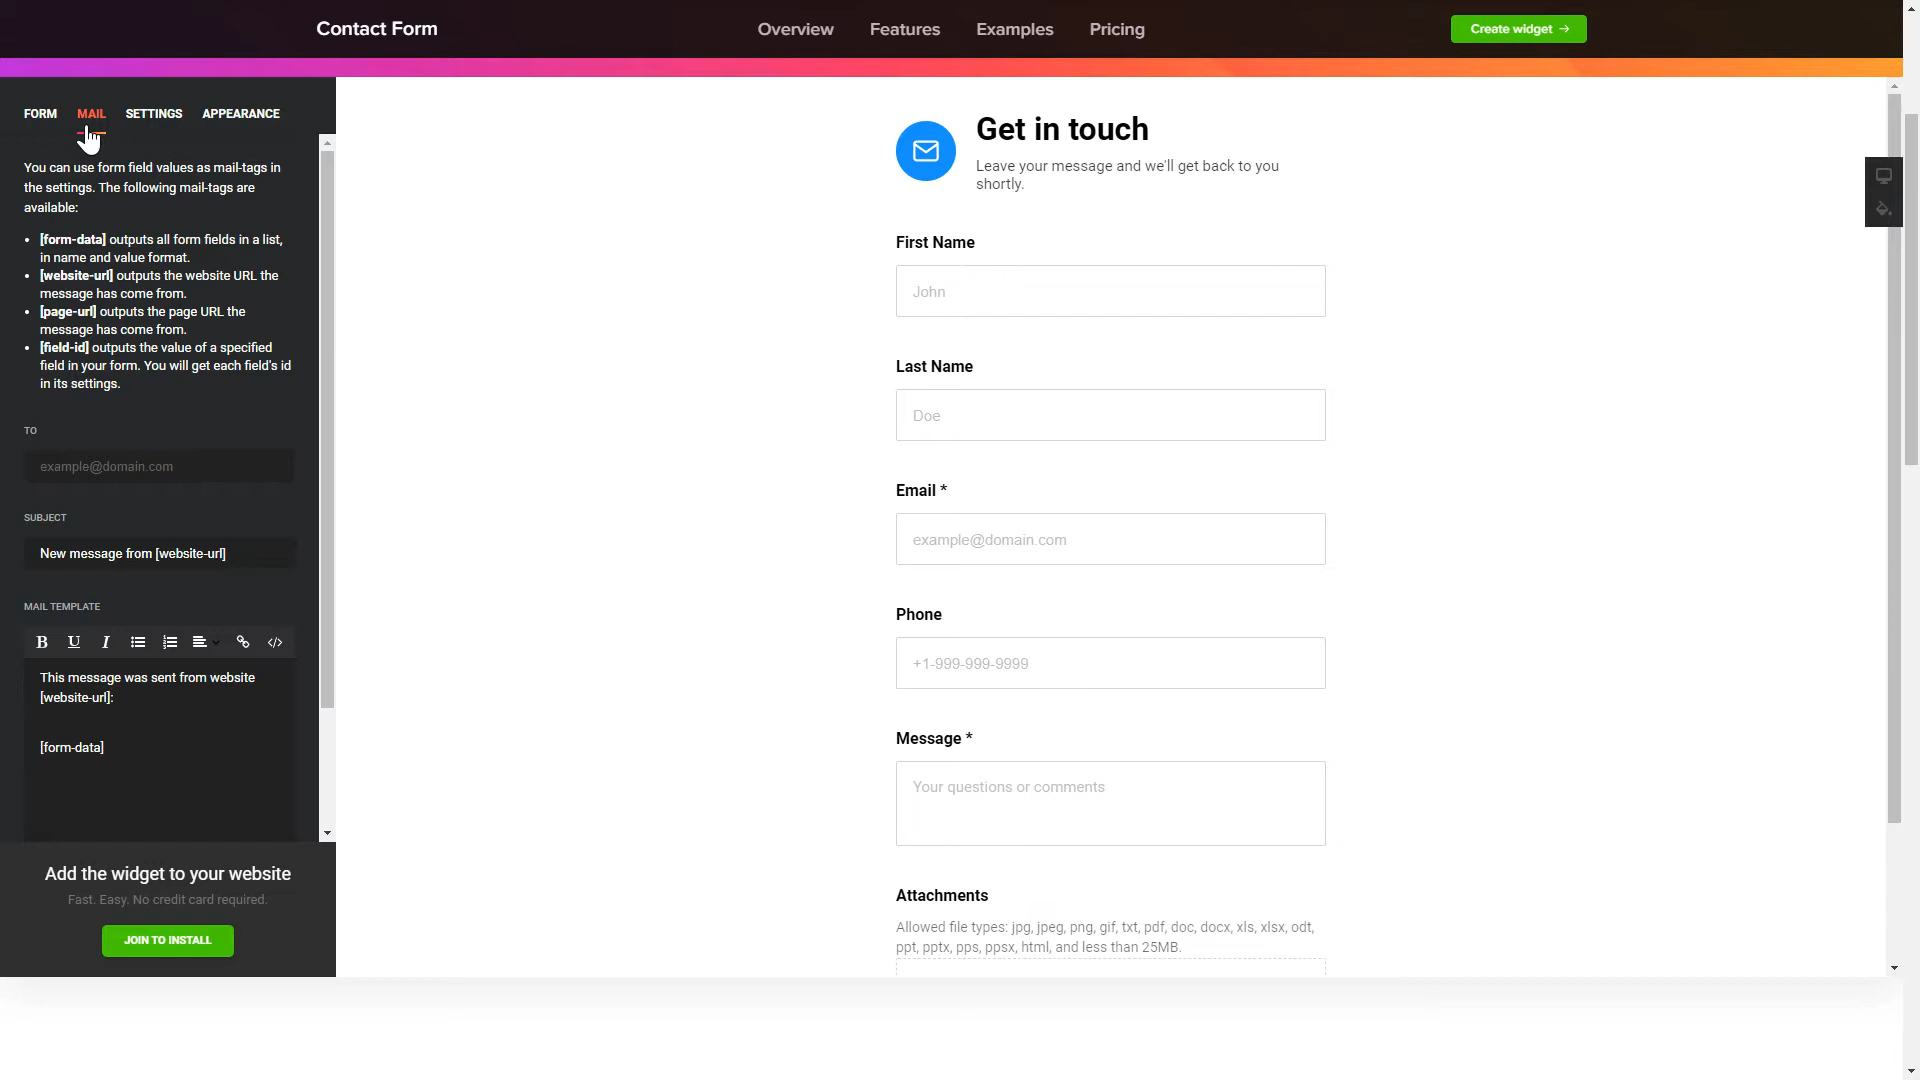 Contact Form
Overview
Features
Examples
Pricing
Create widget →
FORM
MAIL
SETTINGS
APPEARANCE
You can use form field values as mail-tags in
the settings. The following mail-tags are
available:
• [form-data] outputs all form fields in a list,
in name and value format.
• [website-url] outputs the website URL the
message has come from.
• [page-url] outputs the page URL the
message has come from.
• [field-id] outputs the value of a specified
field in your form. You will get each field's id
in its settings.
TO
example@domain.com
SUBJECT
New message from [website-url]
MAIL TEMPLATE
B U I
This message was sent from website
[website-url]:
[form-data]
Add the widget to your website
Fast. Easy. No credit card required.
JOIN TO INSTALL
Get in touch
Leave your message and we'll get back to you
shortly.
First Name
John
Last Name
Doe
Email *
example@domain.com
Phone
+1-999-999-9999
Message *
Your questions or comments
Attachments
Allowed file types: jpg, jpeg, png, gif, txt, pdf, doc, docx, xls, xlsx, odt,
ppt, pptx, pps, ppsx, html, and less than 25MB.